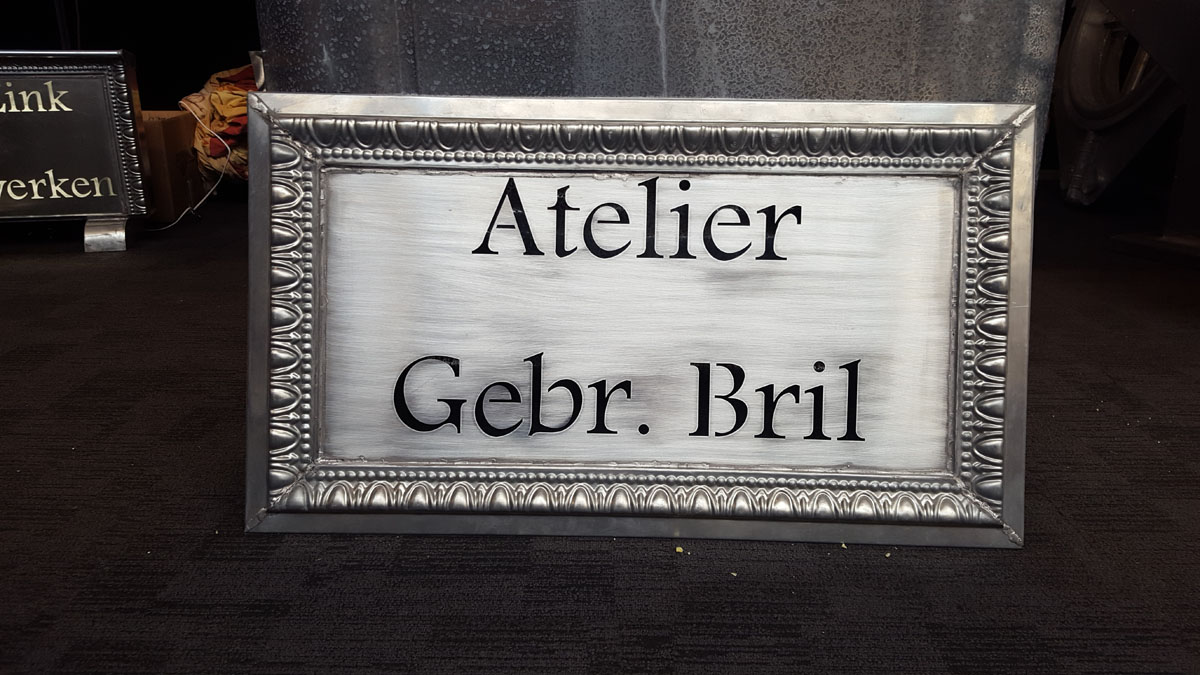 Atelier
Gebr. Bril
Link
werken